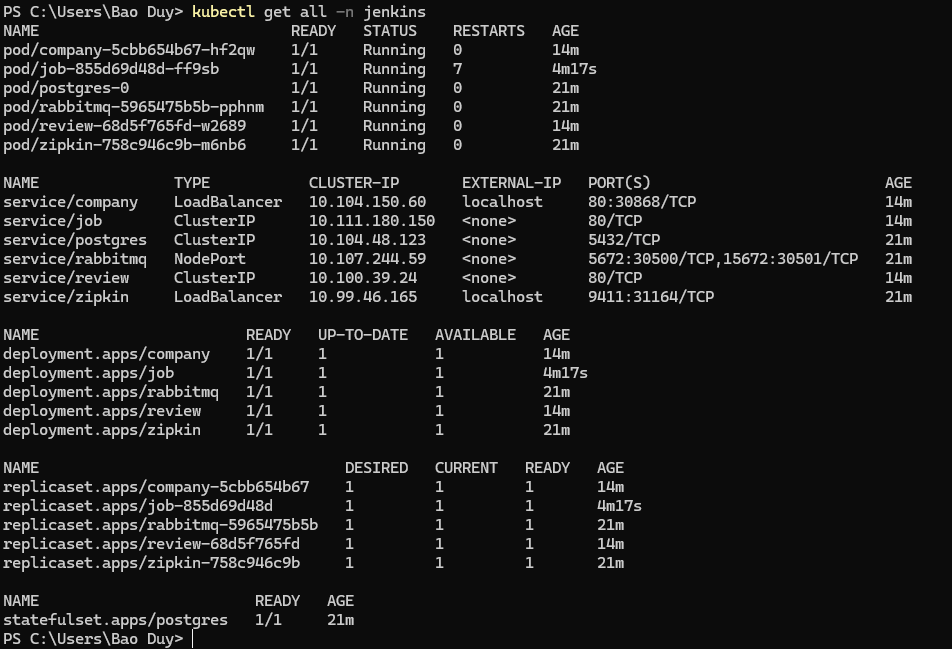 PS C:\Users\Bao Duy> kubectl get all -n jenkins
NAME READY STATUS RESTARTS AGE
pod/company-5cbb654b67-hf2qw 1/1 Running 0 14m
pod/job-855d69d48d-ff9sb 1/1 Running 7 4m17s
pod/postgres-0 1/1 Running 0 21m
pod/rabbitmq-5965475b5b-pphnm 1/1 Running 0 21m
pod/review-68d5f765fd-w2689 1/1 Running 0 14m
pod/zipkin-758c946c9b-m6nb6 1/1 Running 0 21m
NAME TYPE CLUSTER-IP EXTERNAL-IP PORT(S) AGE
service/company LoadBalancer 10.104.150.60 localhost 80:30868/TCP 14m
service/job ClusterIP 10.111.180.150 <none> 80/TCP 14m
service/postgres ClusterIP 10.104.48.123 <none> 5432/TCP 21m
service/rabbitmq NodePort 10.107.244.59 <none> 5672:30500/TCP,15672:30501/TCP 21m
service/review ClusterIP 10.100.39.24 <none> 80/TCP 14m
service/zipkin LoadBalancer 10.99.46.165 localhost 9411:31164/TCP 21m
NAME READY UP-TO-DATE AVAILABLE AGE
deployment.apps/company 1/1 1 1 14m
deployment.apps/job 1/1 1 1 4m17s
deployment.apps/rabbitmq 1/1 1 1 21m
deployment.apps/review 1/1 1 1 14m
deployment.apps/zipkin 1/1 1 1 21m
NAME DESIRED CURRENT READY AGE
replicaset.apps/company-5cbb654b67 1 1 1 14m
replicaset.apps/job-855d69d48d 1 1 1 4m17s
replicaset.apps/rabbitmq-5965475b5b 1 1 1 21m
replicaset.apps/review-68d5f765fd 1 1 1 14m
replicaset.apps/zipkin-758c946c9b 1 1 1 21m
NAME READY AGE
statefulset.apps/postgres 1/1 21m
PS C:\Users\Bao Duy>